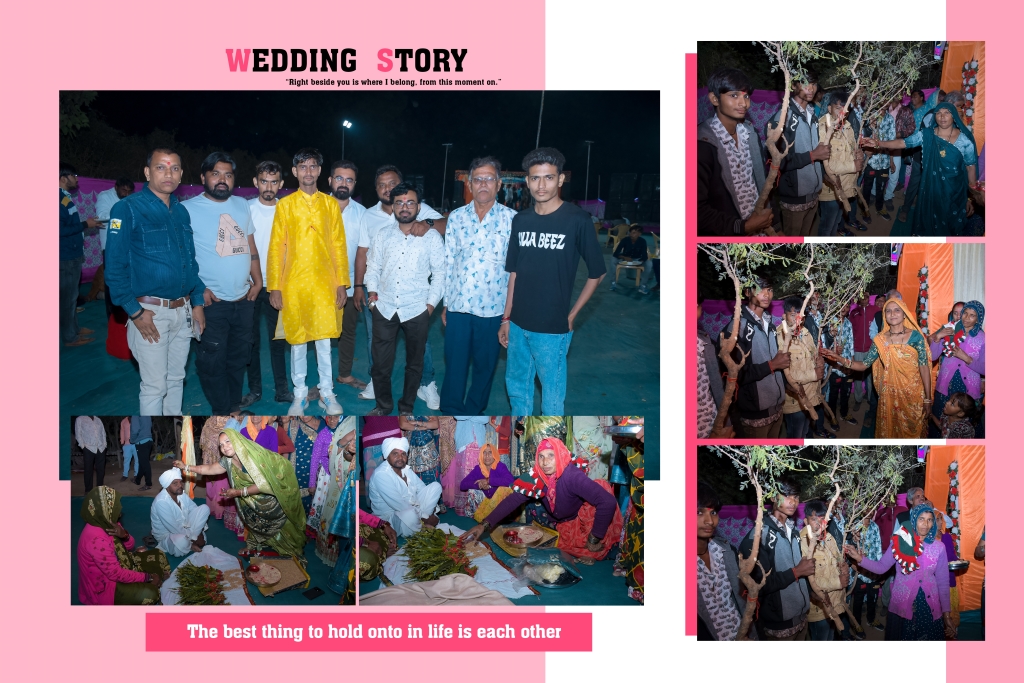 WEDDING STORY
"Right beside you is where I belong, from this moment on."
BEEZ
GUCCI
The best thing to hold onto in life is each other